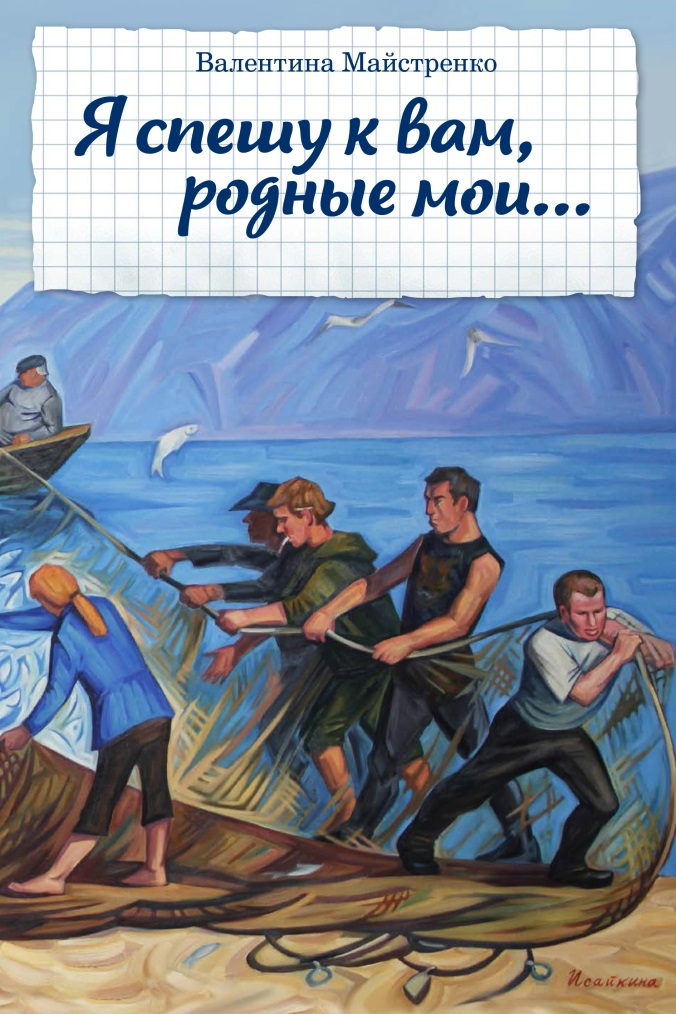 Валентина Майстренко
Я спешу к вам,
родные мои...
Исайкина